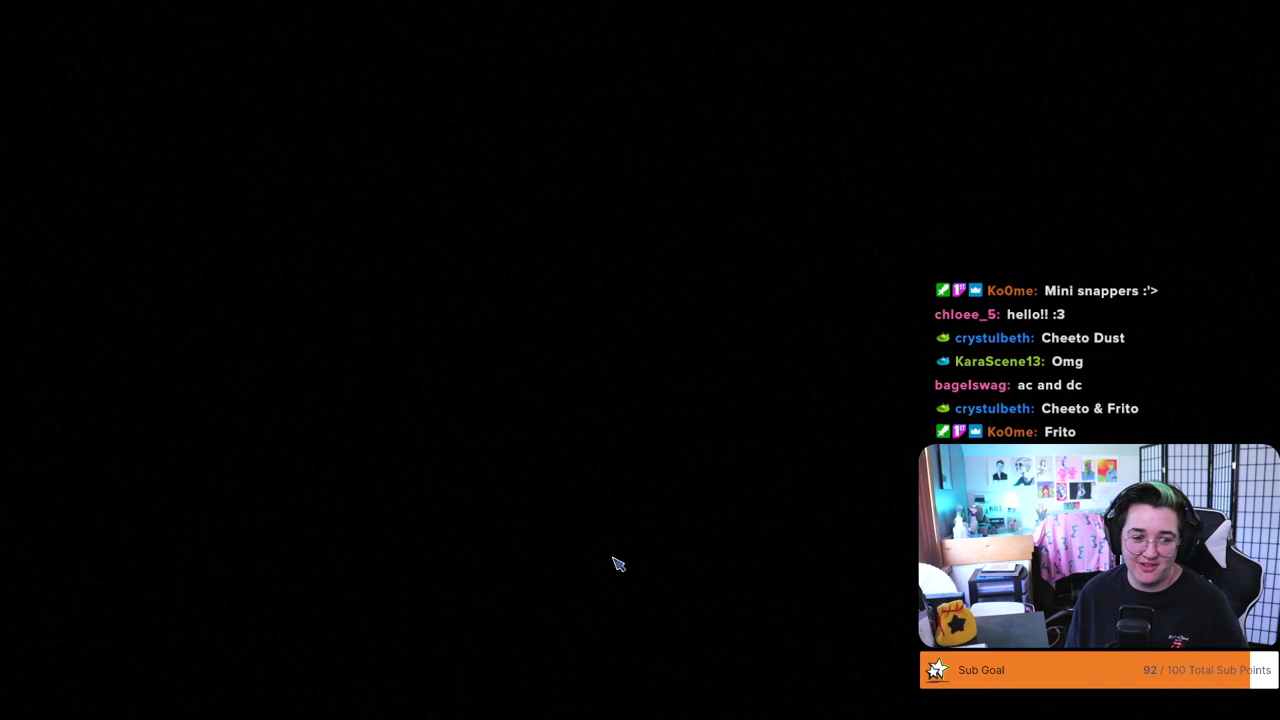 Ko0me: Mini snappers :'>
chloee_5: hello!! :3
crystulbeth: Cheeto Dust
KaraScene13: Omg
bagelswag: ac and dc
crystulbeth: Cheeto & Frito
Ko0me: Frito
KILL
Sub Goal 92 / 100 Total Sub Points